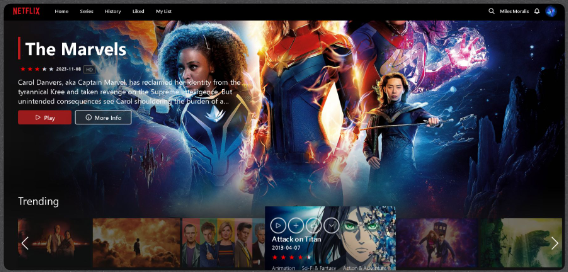 NETFLIX
Home Series History Liked My List
Miles Morals
The Marvels
2023-11-08 HD
Carol Danvers, aka Captain Marvel, has reclaimed her identity from the
tyrannical Kree and taken revenge on the Supreme Intelligence. But
unintended consequences see Carol shouldering the burden of a...
Play More Info
Trending
Attack on Titan
2013-04-07
Animation Sci-Fi & Fantasy Action & Adventure